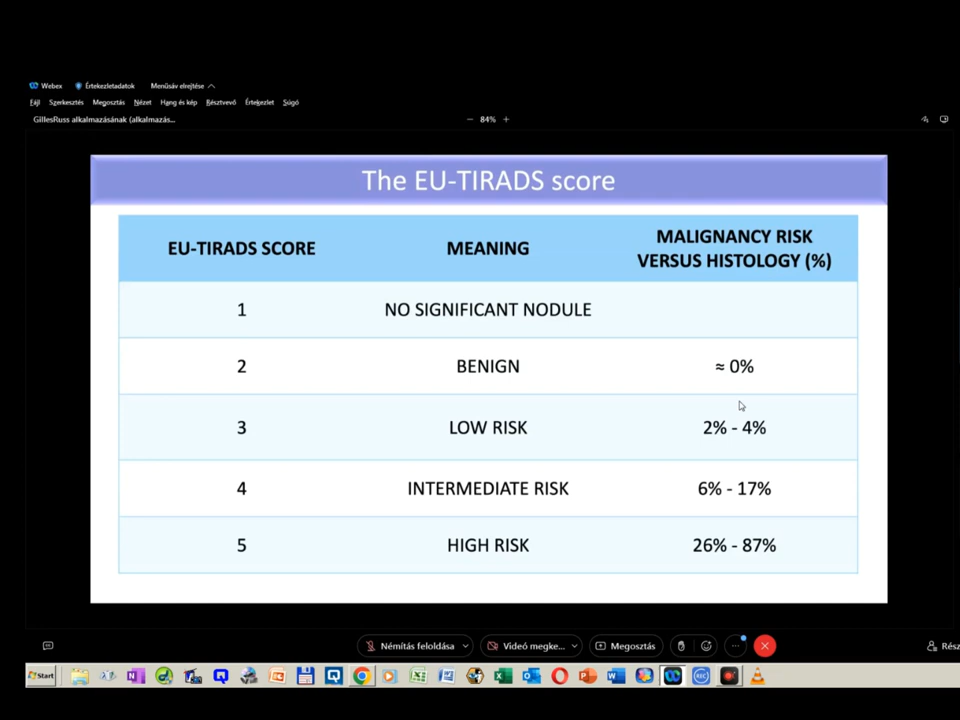 Webex Értekezletadatok Menüsáv elrejtése
Fájl Szerkesztés Megosztás Nézet Hang és kép Résztvevő Értekezlet Súgó
GillesRuss alkalmazásának (alkalmazás...
— 84% +
The EU-TIRADS score
EU-TIRADS SCORE MEANING MALIGNANCY RISK
VERSUS HISTOLOGY (%)
1 NO SIGNIFICANT NODULE
2 BENIGN ≈ 0%
3 LOW RISK 2% - 4%
4 INTERMEDIATE RISK 6% - 17%
5 HIGH RISK 26% - 87%
Némítás feloldása Videó megke... Megosztás Rész
Start